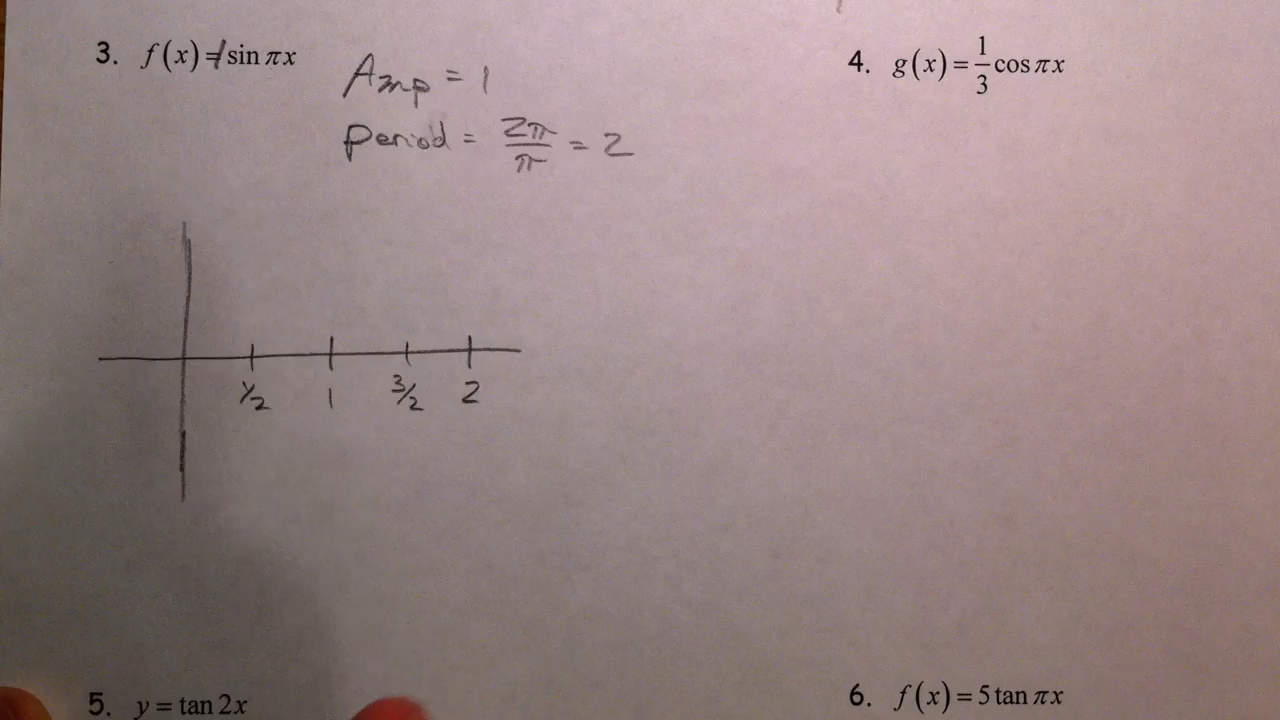 3. f(x)=1sin πx
Amp = 1
Period = 2π/π = 2
1/2 1 3/2 2
4. g(x)=1/3 cos πx
5. y = tan 2x
6. f(x) = 5 tan πx